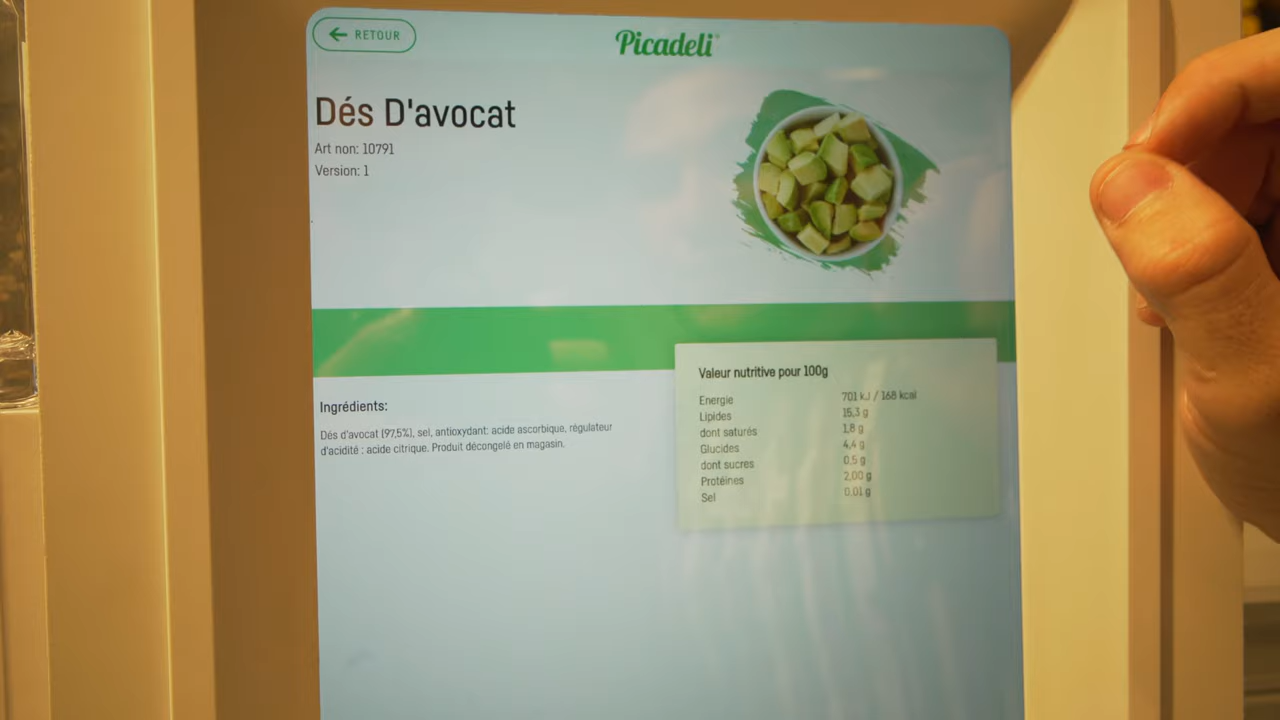 RETOUR
Picadeli
Dés D'avocat
Art non: 10791
Version: 1
Valeur nutritive pour 100g
Energie 701 kJ / 168 kcal
Lipides 15,3 g
dont saturés 1,8 g
Glucides 4,4 g
dont sucres 0,5 g
Protéines 2,00 g
Sel 0,01 g
Ingrédients:
Dés d'avocat (97,5%), sel, antioxydant: acide ascorbique, régulateur
d'acidité : acide citrique. Produit décongelé en magasin.